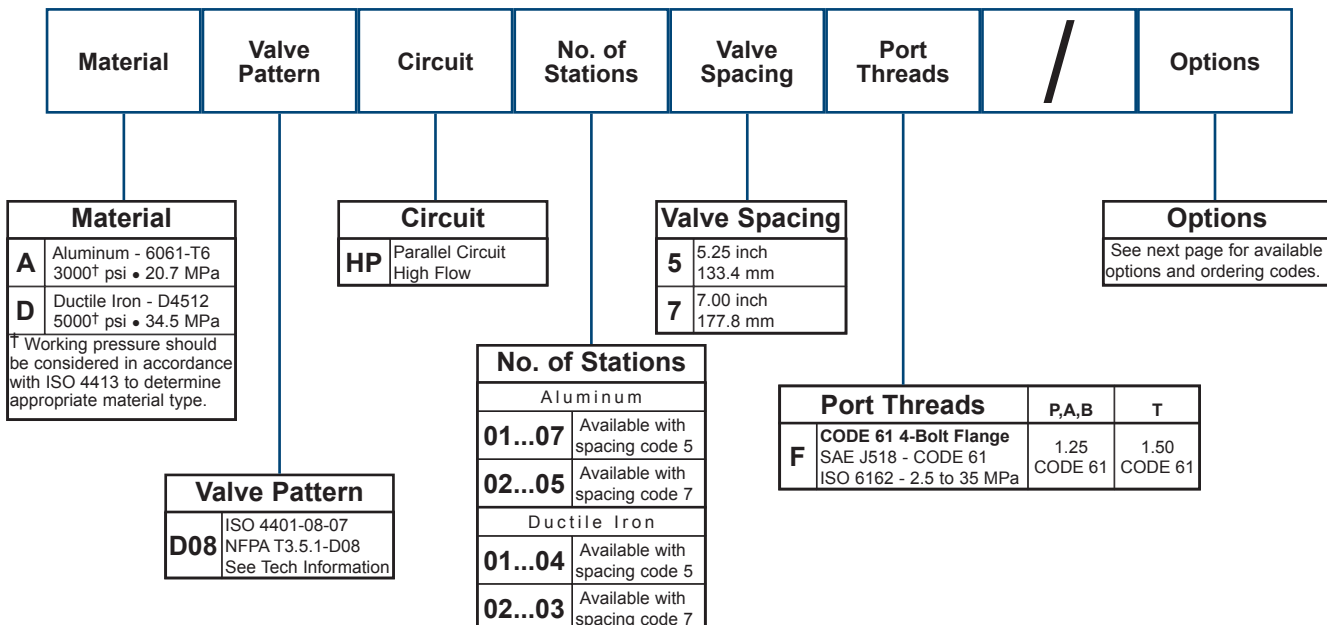 Material
Valve
Pattern
Circuit
No. of
Stations
Valve
Spacing
Port
Threads
/
Options
Material
A
Aluminum - 6061-T6
3000† psi • 20.7 MPa
D
Ductile Iron - D4512
5000† psi • 34.5 MPa
† Working pressure should
be considered in accordance
with ISO 4413 to determine
appropriate material type.
Valve Pattern
D08
ISO 4401-08-07
NFPA T3.5.1-D08
See Tech Information
Circuit
HP
Parallel Circuit
High Flow
No. of Stations
Aluminum
01...07
Available with
spacing code 5
02...05
Available with
spacing code 7
Ductile Iron
01...04
Available with
spacing code 5
02...03
Available with
spacing code 7
Valve Spacing
5
5.25 inch
133.4 mm
7
7.00 inch
177.8 mm
Port Threads
P,A,B
T
F
CODE 61 4-Bolt Flange
SAE J518 - CODE 61
ISO 6162 - 2.5 to 35 MPa
1.25
CODE 61
1.50
CODE 61
Options
See next page for available
options and ordering codes.